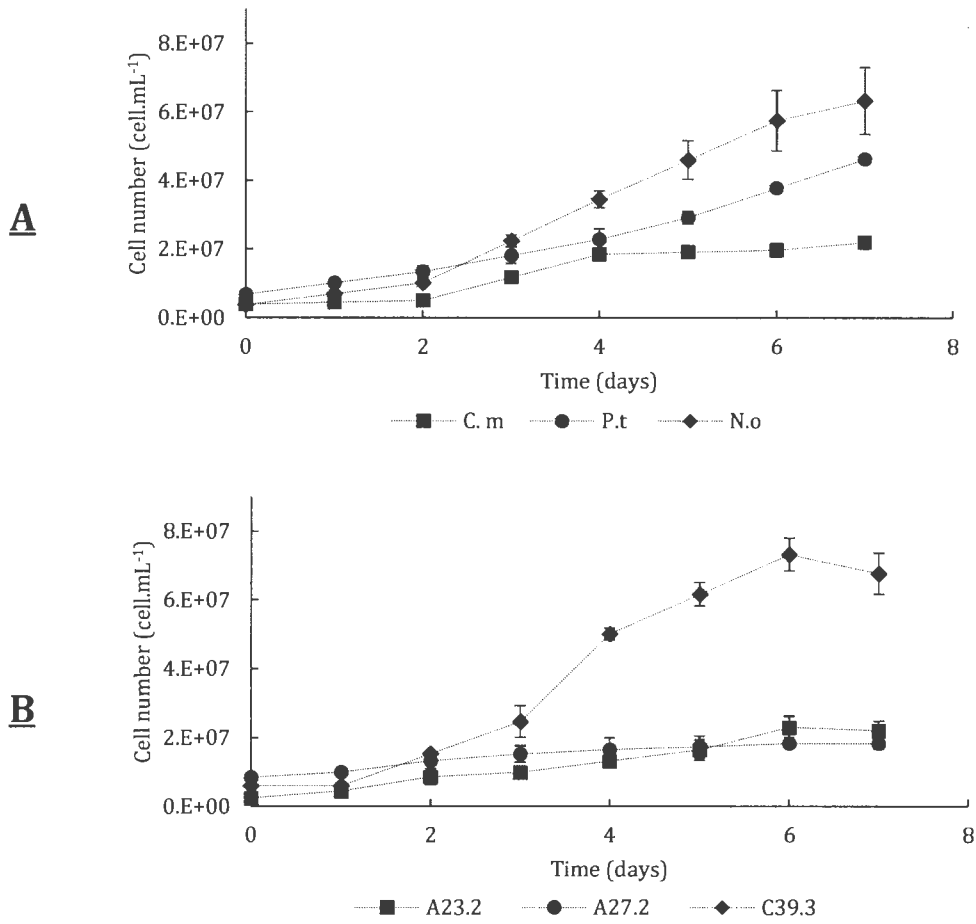 A
Cell number (cell.mL-1)
8.E+07
6.E+07
4.E+07
2.E+07
0.E+00
0 2 4 6 8
Time (days)
C. m P.t N.o
B
Cell number (cell.mL-1)
8.E+07
6.E+07
4.E+07
2.E+07
0.E+00
0 2 4 6 8
Time (days)
A23.2 A27.2 C39.3